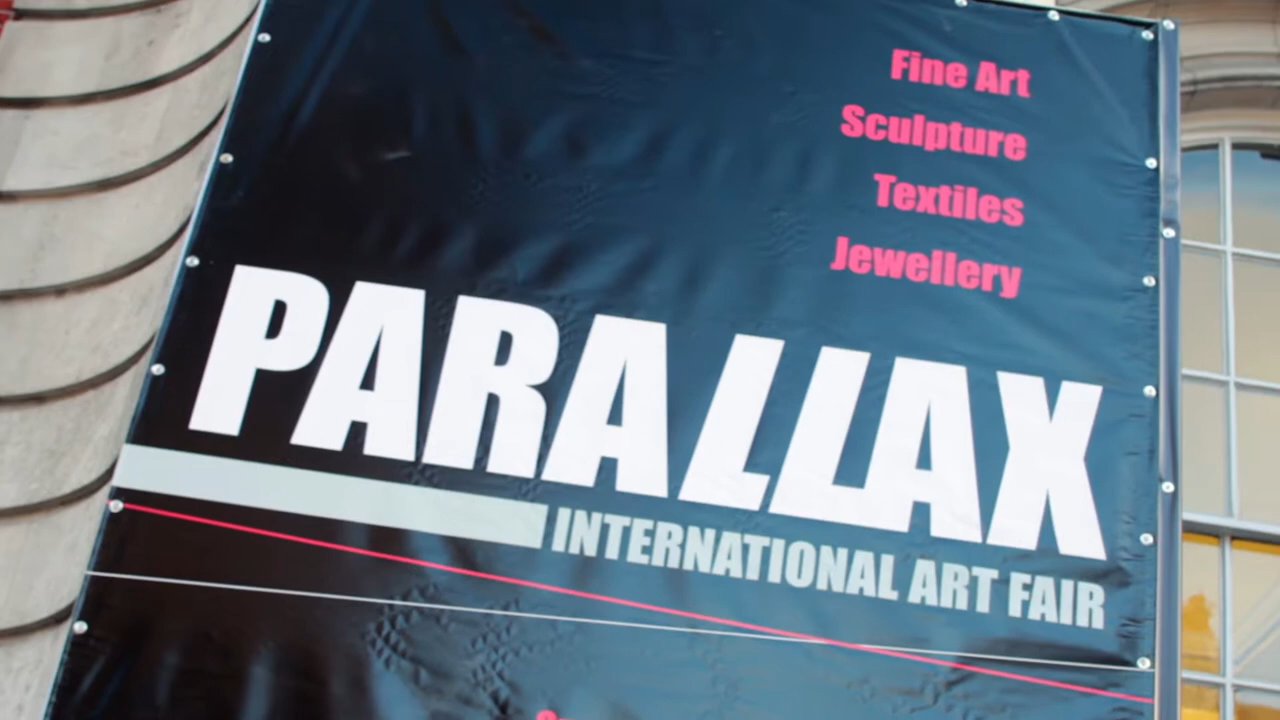 Fine Art
Sculpture
Textiles
Jewellery
PARALLAX
INTERNATIONAL ART FAIR